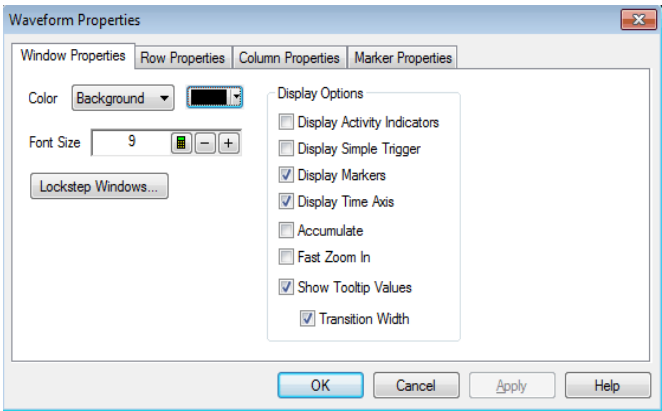 Waveform Properties
Window Properties Row Properties Column Properties Marker Properties
Color Background
Font Size 9 - +
Lockstep Windows...
Display Options
Display Activity Indicators
Display Simple Trigger
Display Markers
Display Time Axis
Accumulate
Fast Zoom In
Show Tooltip Values
Transition Width
OK Cancel Apply Help